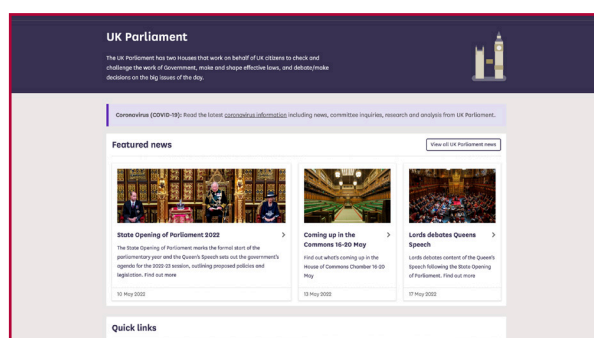 UK Parliament
The UK Parliament has two Houses that work on behalf of UK citizens to check and
challenge the work of Government, make and shape effective laws, and debate/make
decisions on the big issues of the day.
Coronavirus (COVID-19): Read the latest coronavirus information including news, committee inquiries, research and analysis from UK Parliament.
Featured news
View all UK Parliament news
State Opening of Parliament 2022
The State Opening of Parliament marks the formal start of the
parliamentary year and the Queen's Speech sets out the government's
agenda for the 2022-23 session, outlining proposed policies and
legislation. Find out more
10 May 2022
Coming up in the
Commons 16-20 May
Find out what's coming up in the
House of Commons Chamber 16-20
May
13 May 2022
Lords debates Queens
Speech
Lords debates content of the Queen's
Speech following the State Opening
of Parliament. Find out more
17 May 2022
Quick links